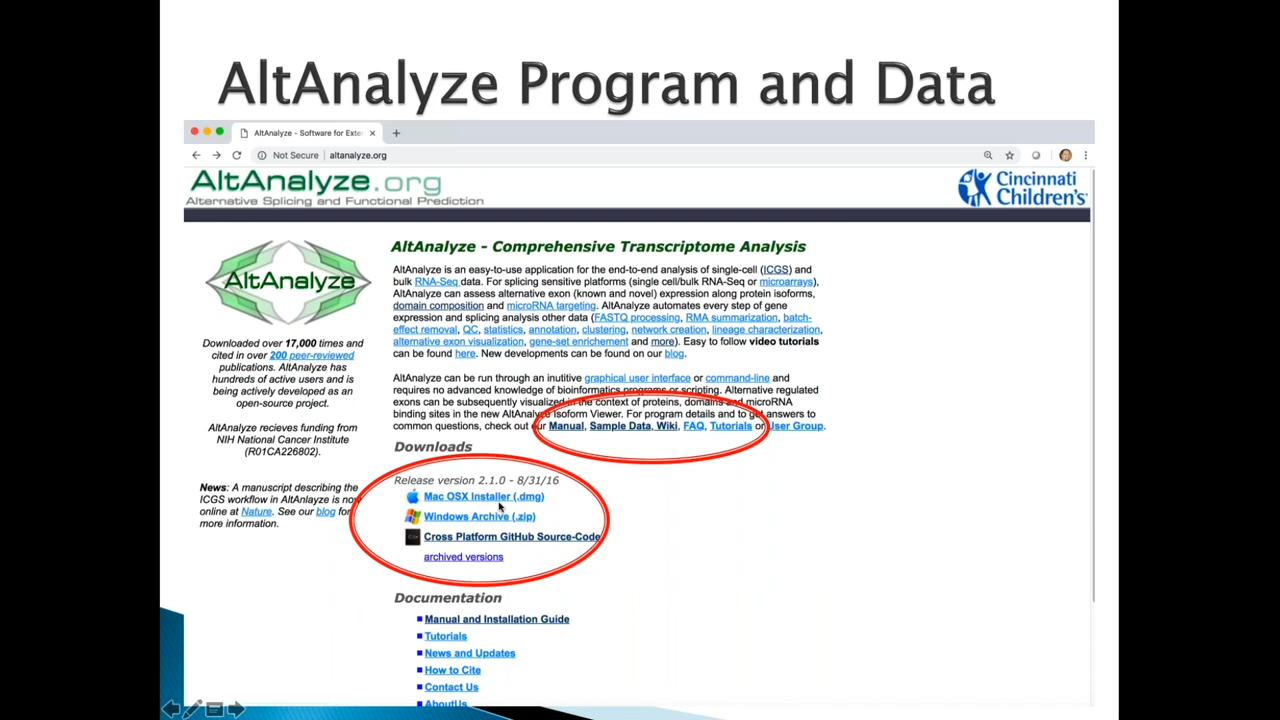 AltAnalyze Program and Data
AltAnalyze - Software for Exte
Not Secure | altanalyze.org
AltAnalyze.org
Alternative Splicing and Functional Prediction
Cincinnati
Children's
AltAnalyze
Downloaded over 17,000 times and
cited in over 200 peer-reviewed
publications. AltAnalyze has
hundreds of active users and is
being actively developed as an
open-source project.
AltAnalyze recieves funding from
NIH National Cancer Institute
(R01CA226802).
News: A manuscript describing the
ICGS workflow in AltAnlayze is now
online at Nature. See our blog for
more information.
AltAnalyze - Comprehensive Transcriptome Analysis
AltAnalyze is an easy-to-use application for the end-to-end analysis of single-cell (ICGS) and
bulk RNA-Seq data. For splicing sensitive platforms (single cell/bulk RNA-Seq or microarrays),
AltAnalyze can assess alternative exon (known and novel) expression along protein isoforms,
domain composition and microRNA targeting. AltAnalyze automates every step of gene
expression and splicing analysis other data (FASTQ processing, RMA summarization, batch-
effect removal, QC, statistics, annotation, clustering, network creation, lineage characterization,
alternative exon visualization, gene-set enrichement and more). Easy to follow video tutorials
can be found here. New developments can be found on our blog.
AltAnalyze can be run through an inutitive graphical user interface or command-line and
requires no advanced knowledge of bioinformatics programs or scripting. Alternative regulated
exons can be subsequently visualized in the context of proteins, domains and microRNA
binding sites in the new AltAnalyze Isoform Viewer. For program details and to get answers to
common questions, check out our Manual, Sample Data, Wiki, FAQ, Tutorials or User Group.
Downloads
Release version 2.1.0 - 8/31/16
Mac OSX Installer (.dmg)
Windows Archive (.zip)
Cross Platform GitHub Source-Code
archived versions
Documentation
Manual and Installation Guide
Tutorials
News and Updates
How to Cite
Contact Us
AboutUs